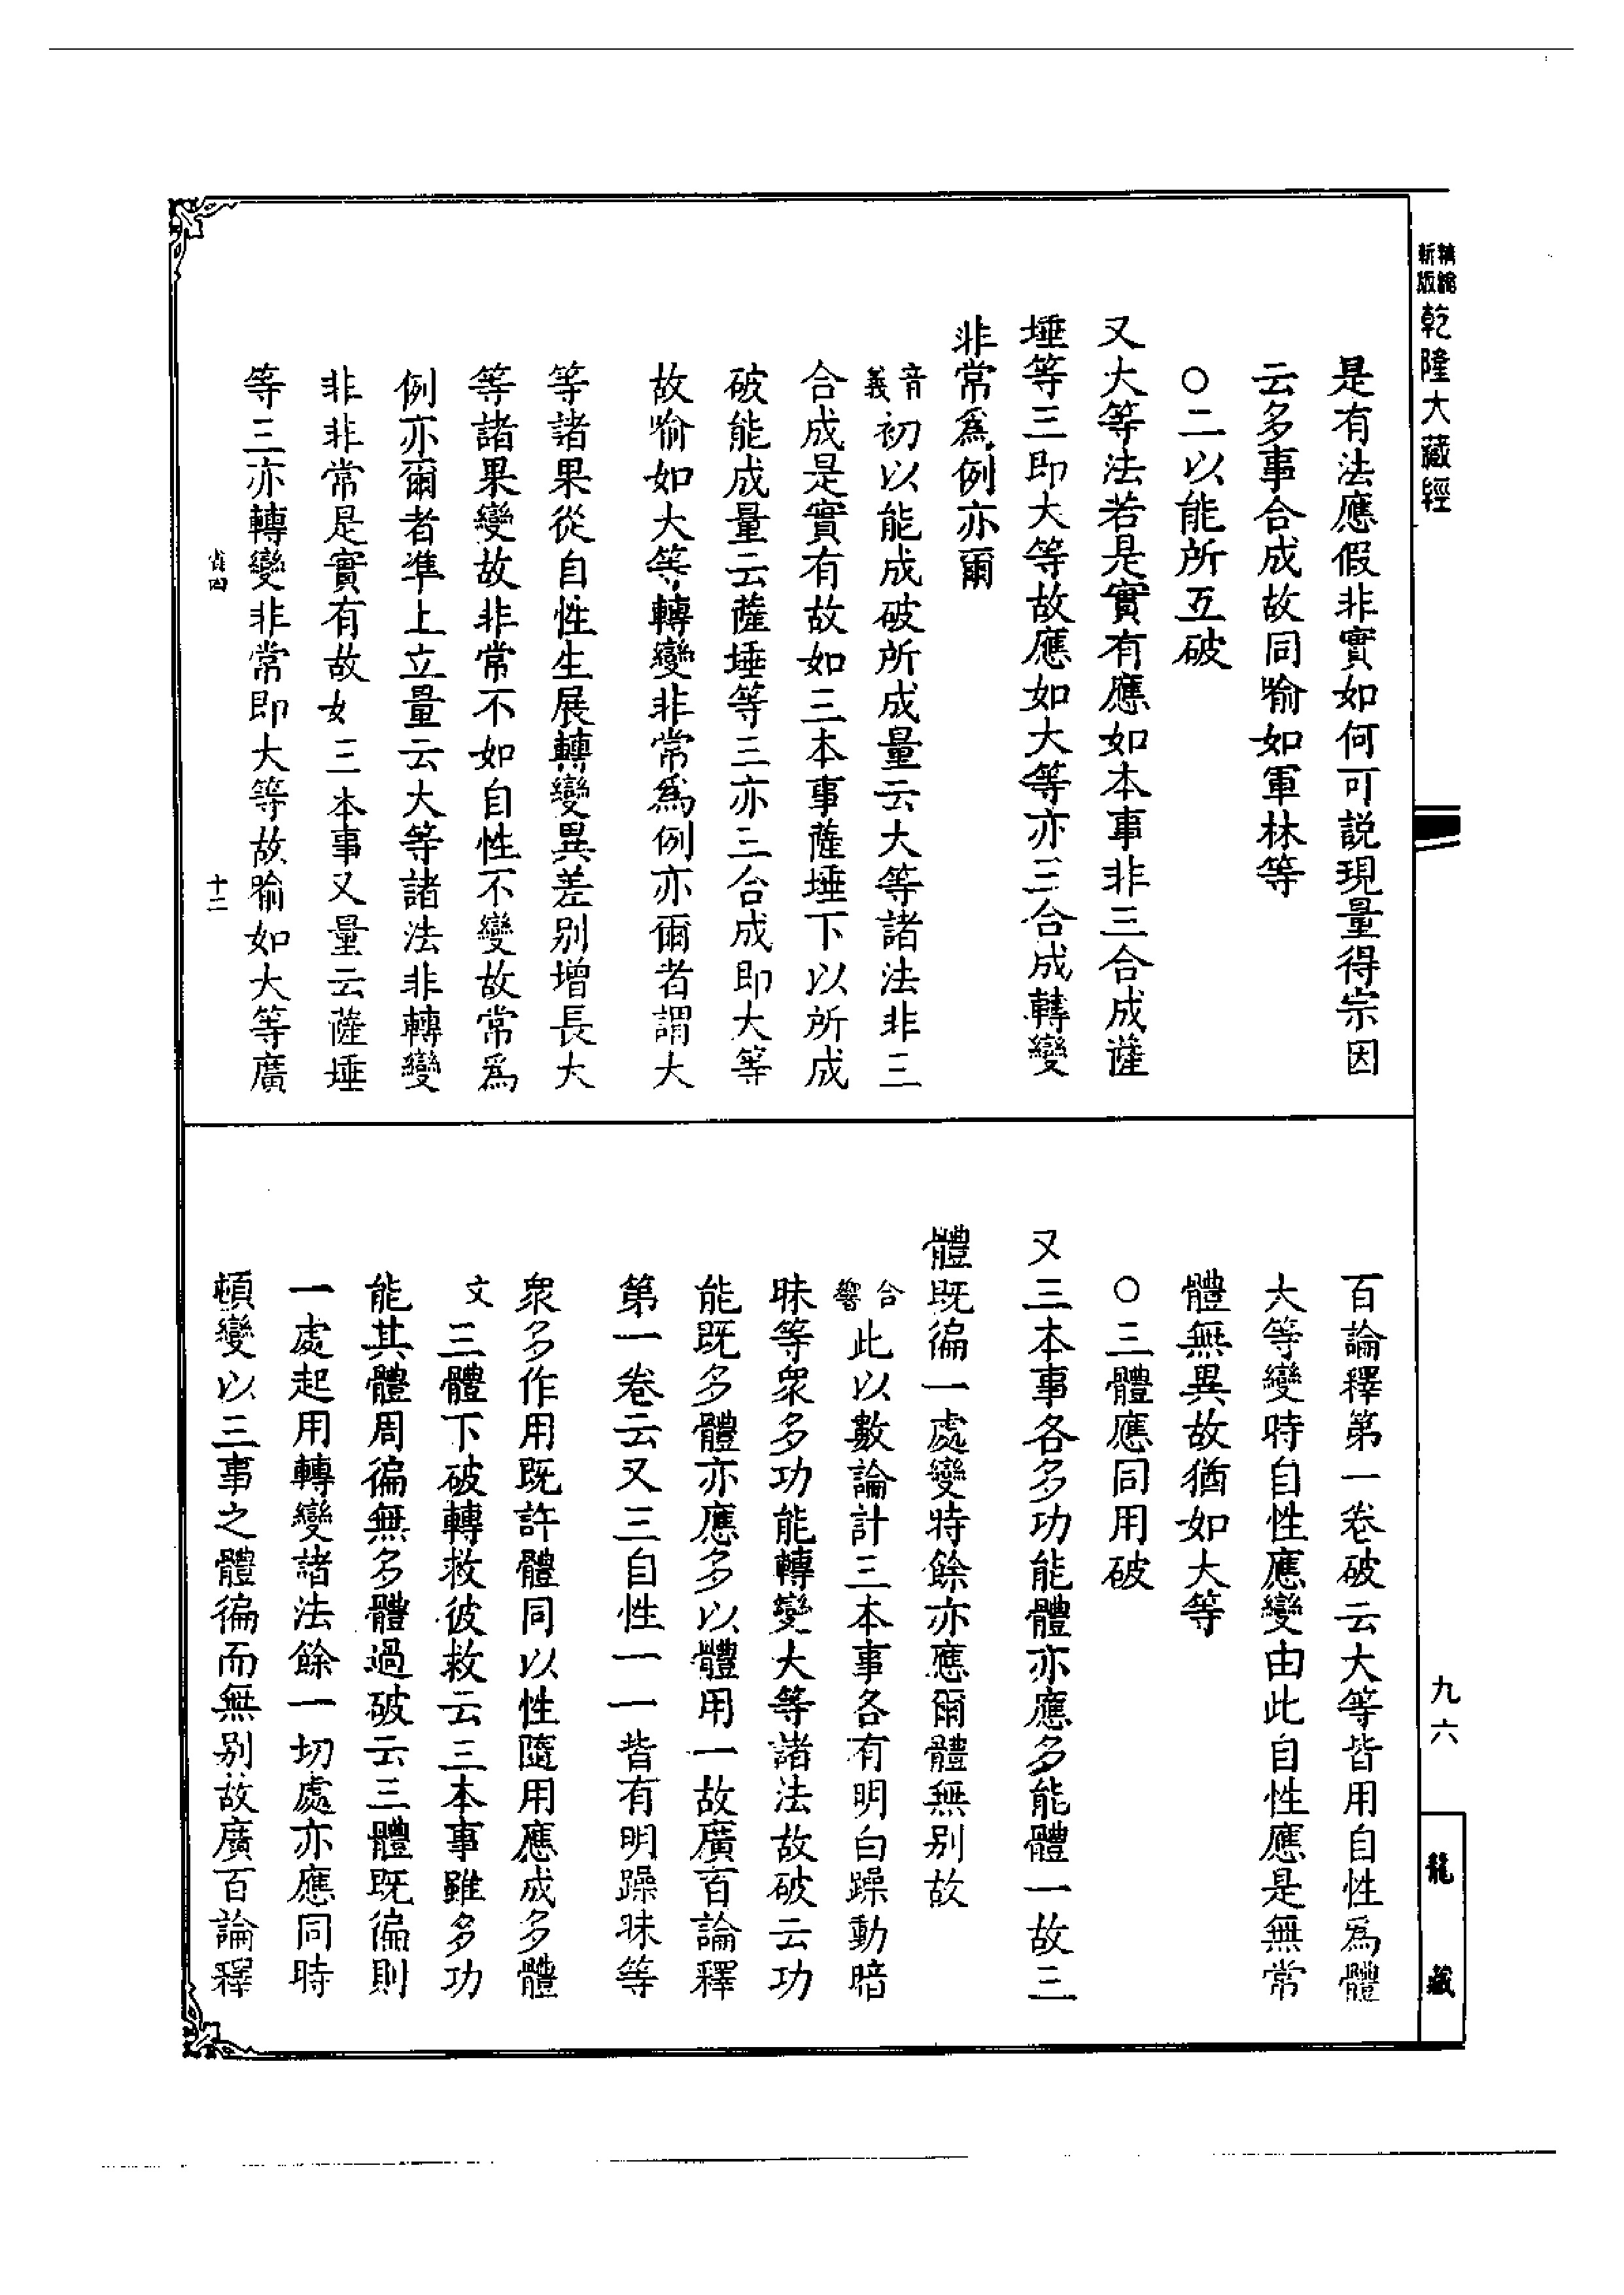 精縮新版乾隆大藏經
是有法應假非實如何可說現量得宗因
云多事合成故同喻如軍林等
○二以能所互破
又大等法若是實有應如本事非三合成薩
埵等三即大等故應如大等亦三合成轉變
非常爲例亦爾
音義初以能成破所成量云大等諸法非三
合成是實有故如三本事薩埵下以所成
破能成量云薩埵等三亦三合成即大等
故喻如大等轉變非常爲例亦爾者謂大
等諸果從自性生展轉變異差别增長大
等諸果變故非常不如自性不變故常爲
例亦爾者準上立量云大等諸法非轉變
非非常是實有故如三本事又量云薩埵
等三亦轉變非常即大等故喻如大等廣
十二
百論釋第一卷破云大等皆用自性爲體
大等變時自性應變由此自性應是無常
體無異故猶如大等
○三體應同用破
又三本事各多功能體亦應多能體一故三
體既徧一處變時餘亦應爾體無别故
合響此以數論計三本事各有明白躁動暗
昧等衆多功能轉變大等諸法故破云功
能既多體亦應多以體用一故廣百論釋
第一卷云又三自性一一皆有明躁昧等
衆多作用既許體同以性隨用應成多體
文三體下破轉救彼救云三本事雖多功
能其體周徧無多體過破云三體既徧則
一處起用轉變諸法餘一切處亦應同時
頓變以三事之體徧而無别故廣百論釋
九六
龍藏